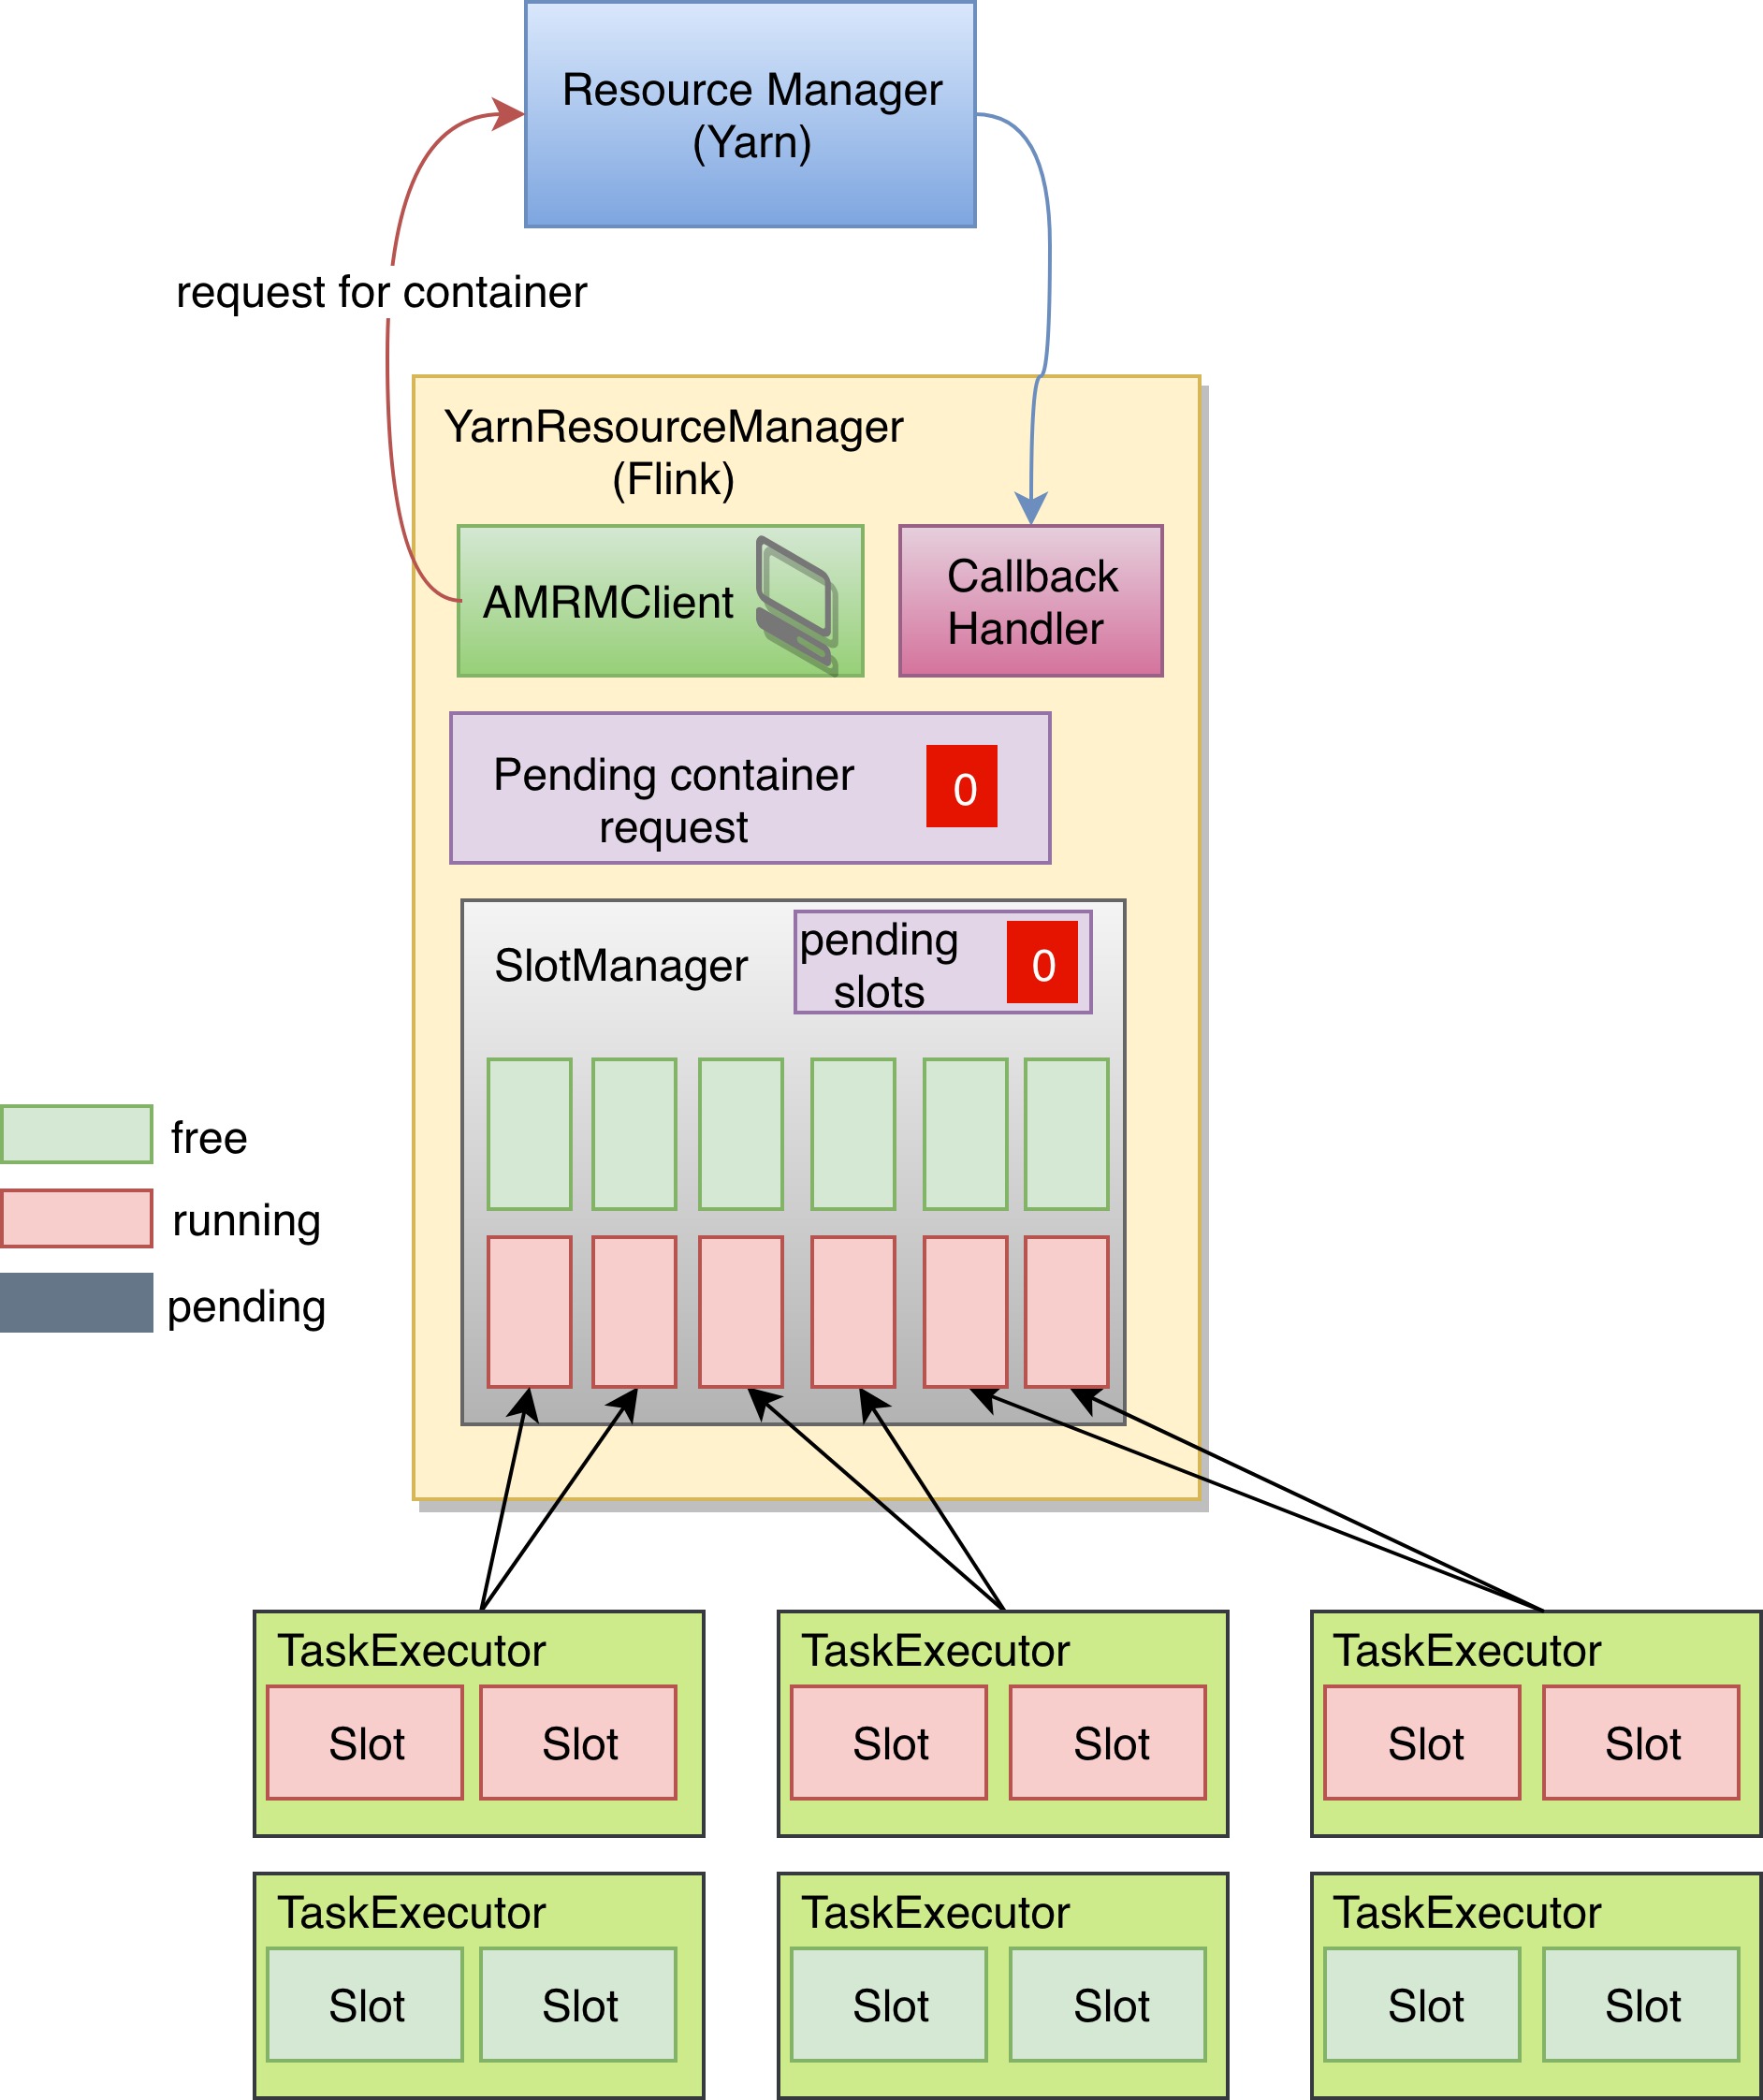 Resource Manager
(Yarn)
request for container
YarnResourceManager
(Flink)
AMRMClient
Callback
Handler
Pending container
request
0
SlotManager
pending
slots
0
free
running
pending
TaskExecutor
Slot
Slot
TaskExecutor
Slot
Slot
TaskExecutor
Slot
Slot
TaskExecutor
Slot
Slot
TaskExecutor
Slot
Slot
TaskExecutor
Slot
Slot